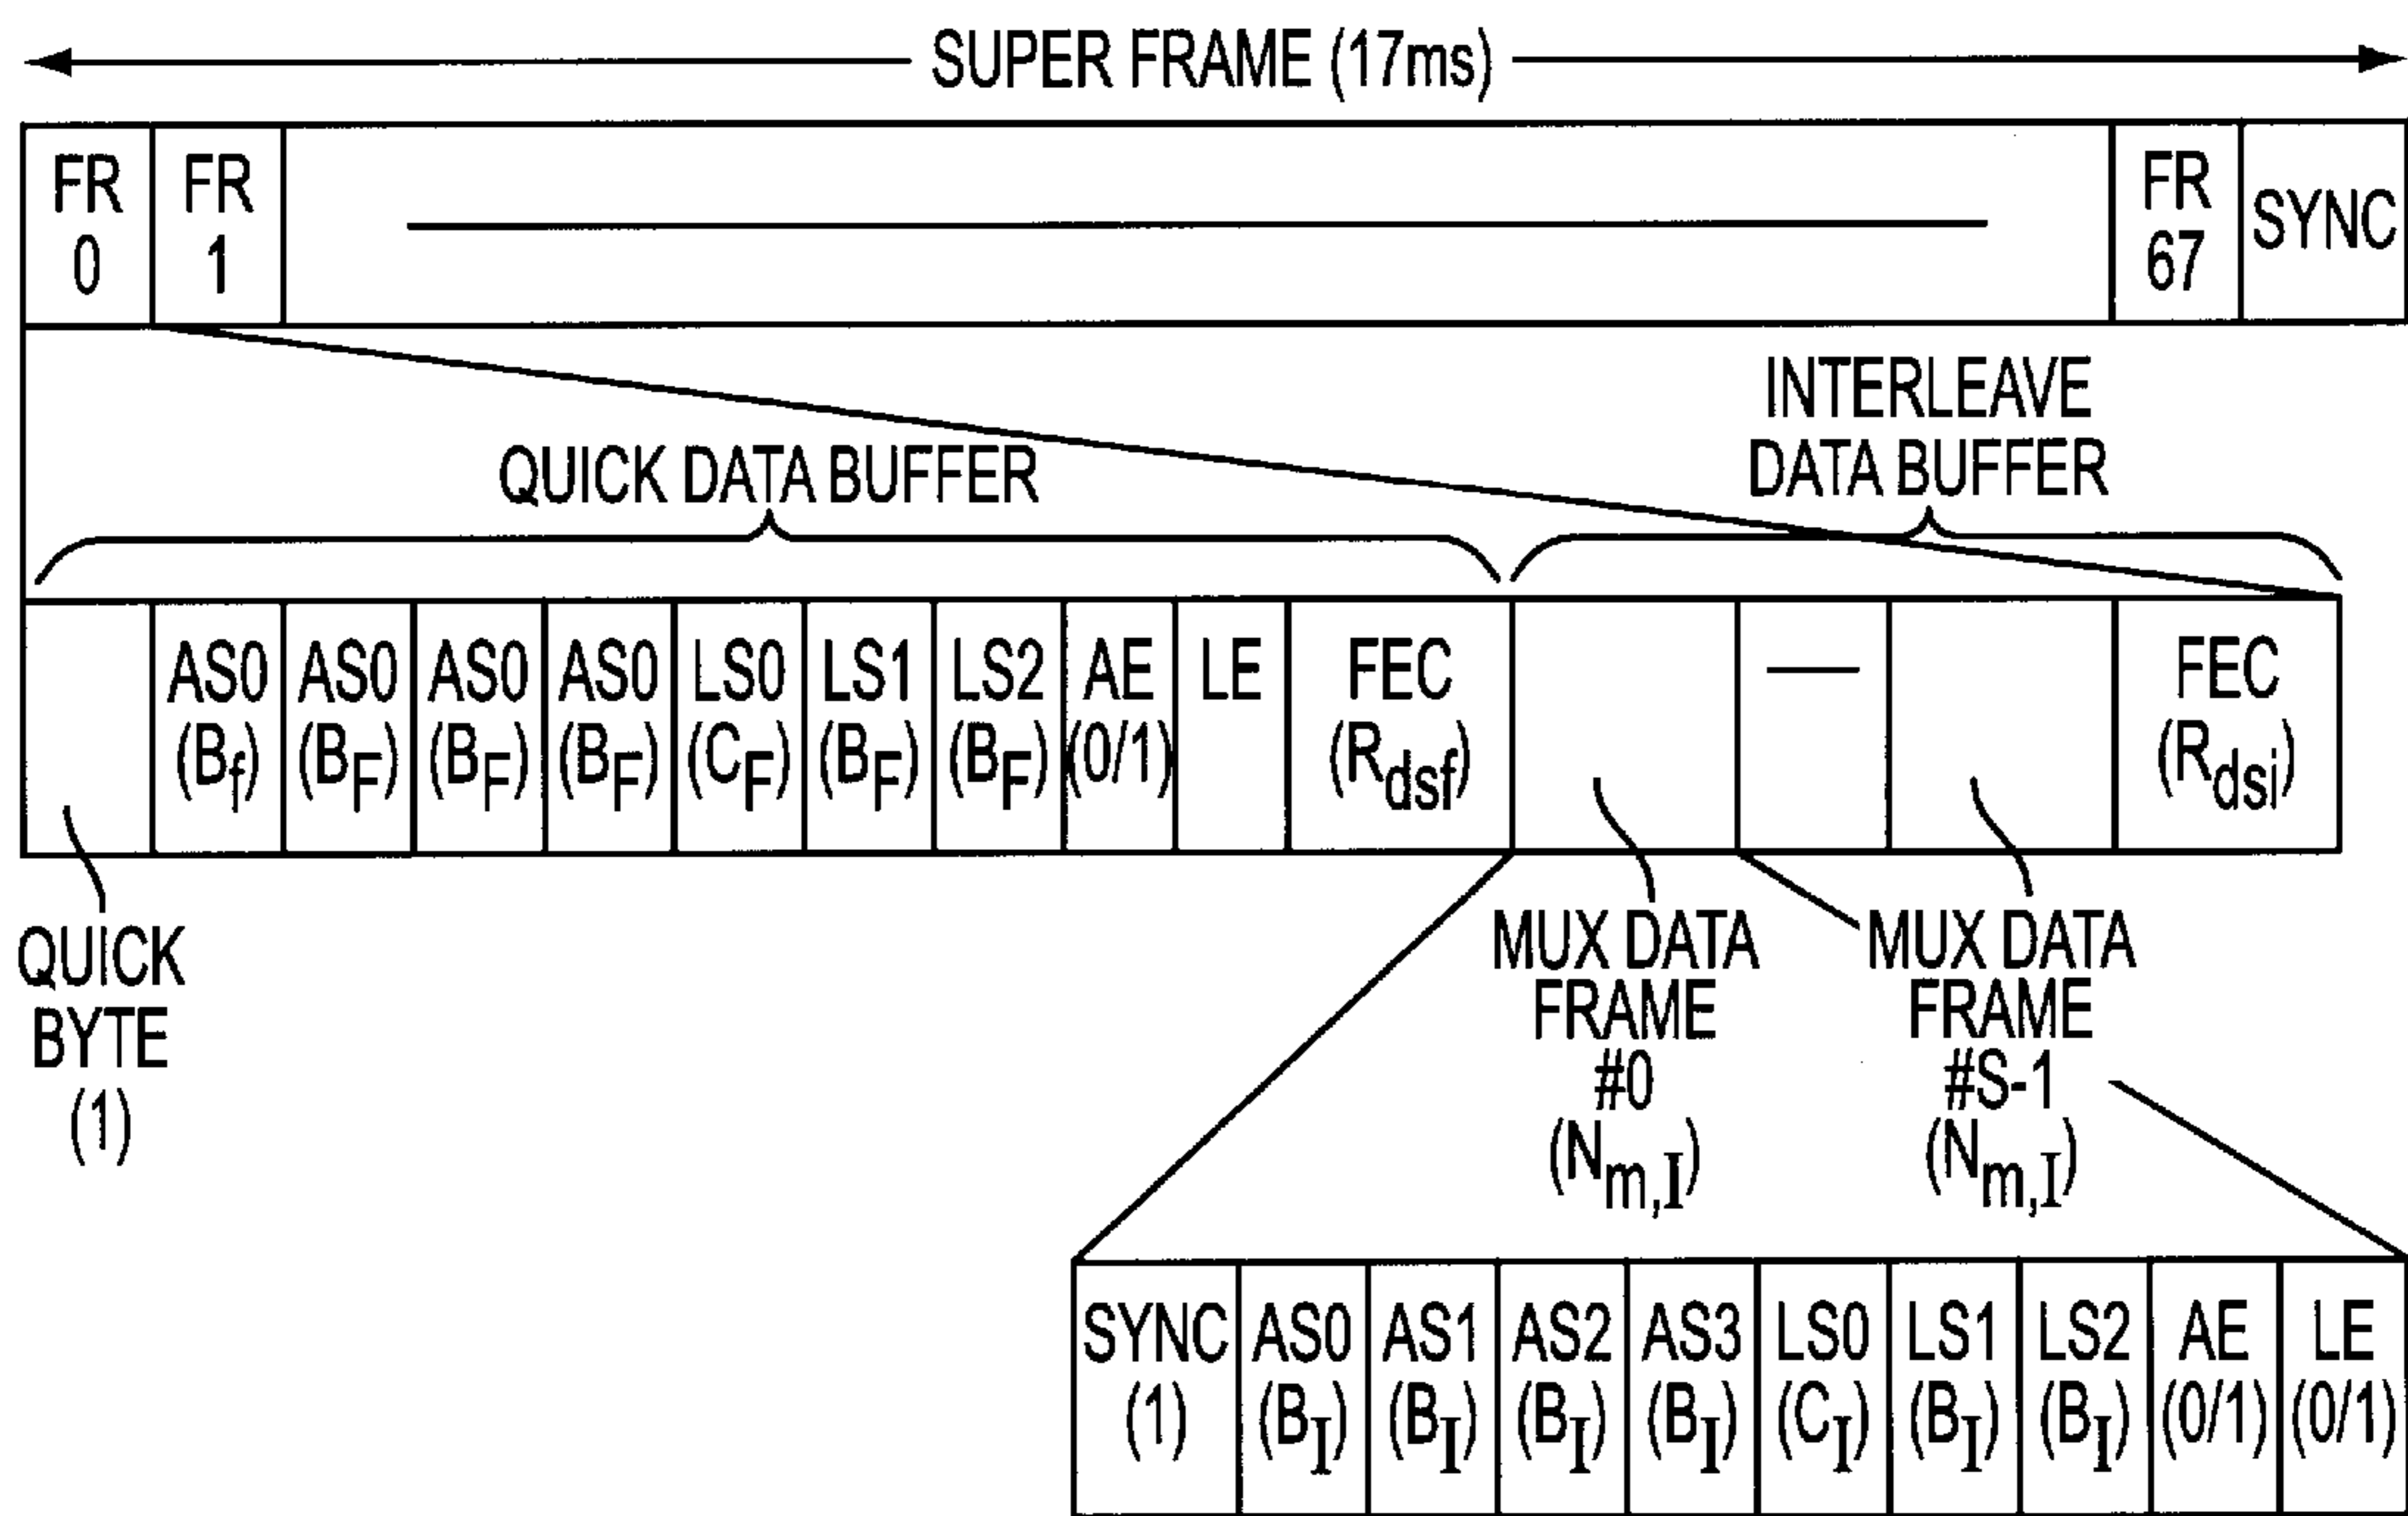 SUPER FRAME (17ms)
FR 0
FR 1
FR 67
SYNC
INTERLEAVE
DATA BUFFER
QUICK DATA BUFFER
AS0 (Bf)
AS0 (BF)
AS0 (BF)
AS0 (BF)
LS0 (CF)
LS1 (BF)
LS2 (BF)
AE (0/1)
LE
FEC (Rdsf)
FEC (Rdsi)
QUICK
BYTE
(1)
MUX DATA
FRAME
#0
(Nm,I)
MUX DATA
FRAME
#S-1
(Nm,I)
SYNC (1)
AS0 (BI)
AS1 (BI)
AS2 (BI)
AS3 (BI)
LS0 (CI)
LS1 (BI)
LS2 (BI)
AE (0/1)
LE (0/1)